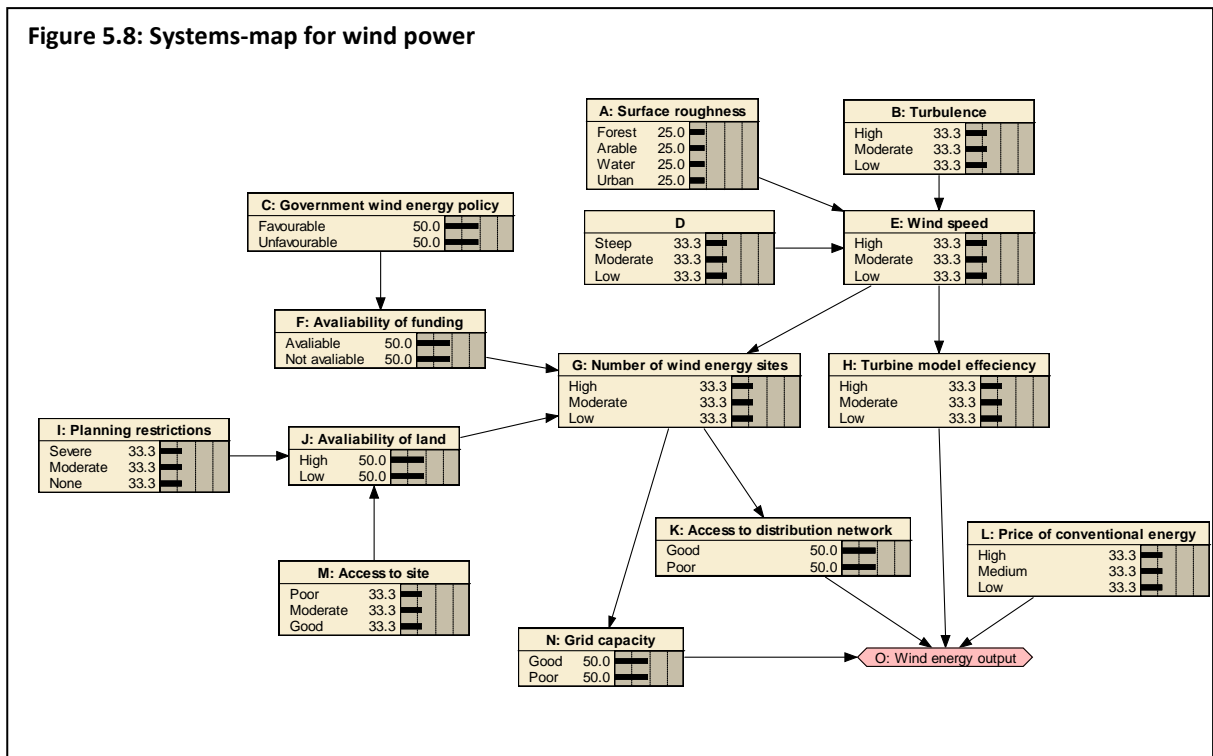 Figure 5.8: Systems-map for wind power
A: Surface roughness
Forest 25.0
Arable 25.0
Water 25.0
Urban 25.0
B: Turbulence
High 33.3
Moderate 33.3
Low 33.3
C: Government wind energy policy
Favourable 50.0
Unfavourable 50.0
D
Steep 33.3
Moderate 33.3
Low 33.3
E: Wind speed
High 33.3
Moderate 33.3
Low 33.3
F: Avaliability of funding
Avaliable 50.0
Not avaliable 50.0
G: Number of wind energy sites
High 33.3
Moderate 33.3
Low 33.3
H: Turbine model effeciency
High 33.3
Moderate 33.3
Low 33.3
I: Planning restrictions
Severe 33.3
Moderate 33.3
None 33.3
J: Avaliability of land
High 50.0
Low 50.0
K: Access to distribution network
Good 50.0
Poor 50.0
L: Price of conventional energy
High 33.3
Medium 33.3
Low 33.3
M: Access to site
Poor 33.3
Moderate 33.3
Good 33.3
N: Grid capacity
Good 50.0
Poor 50.0
O: Wind energy output